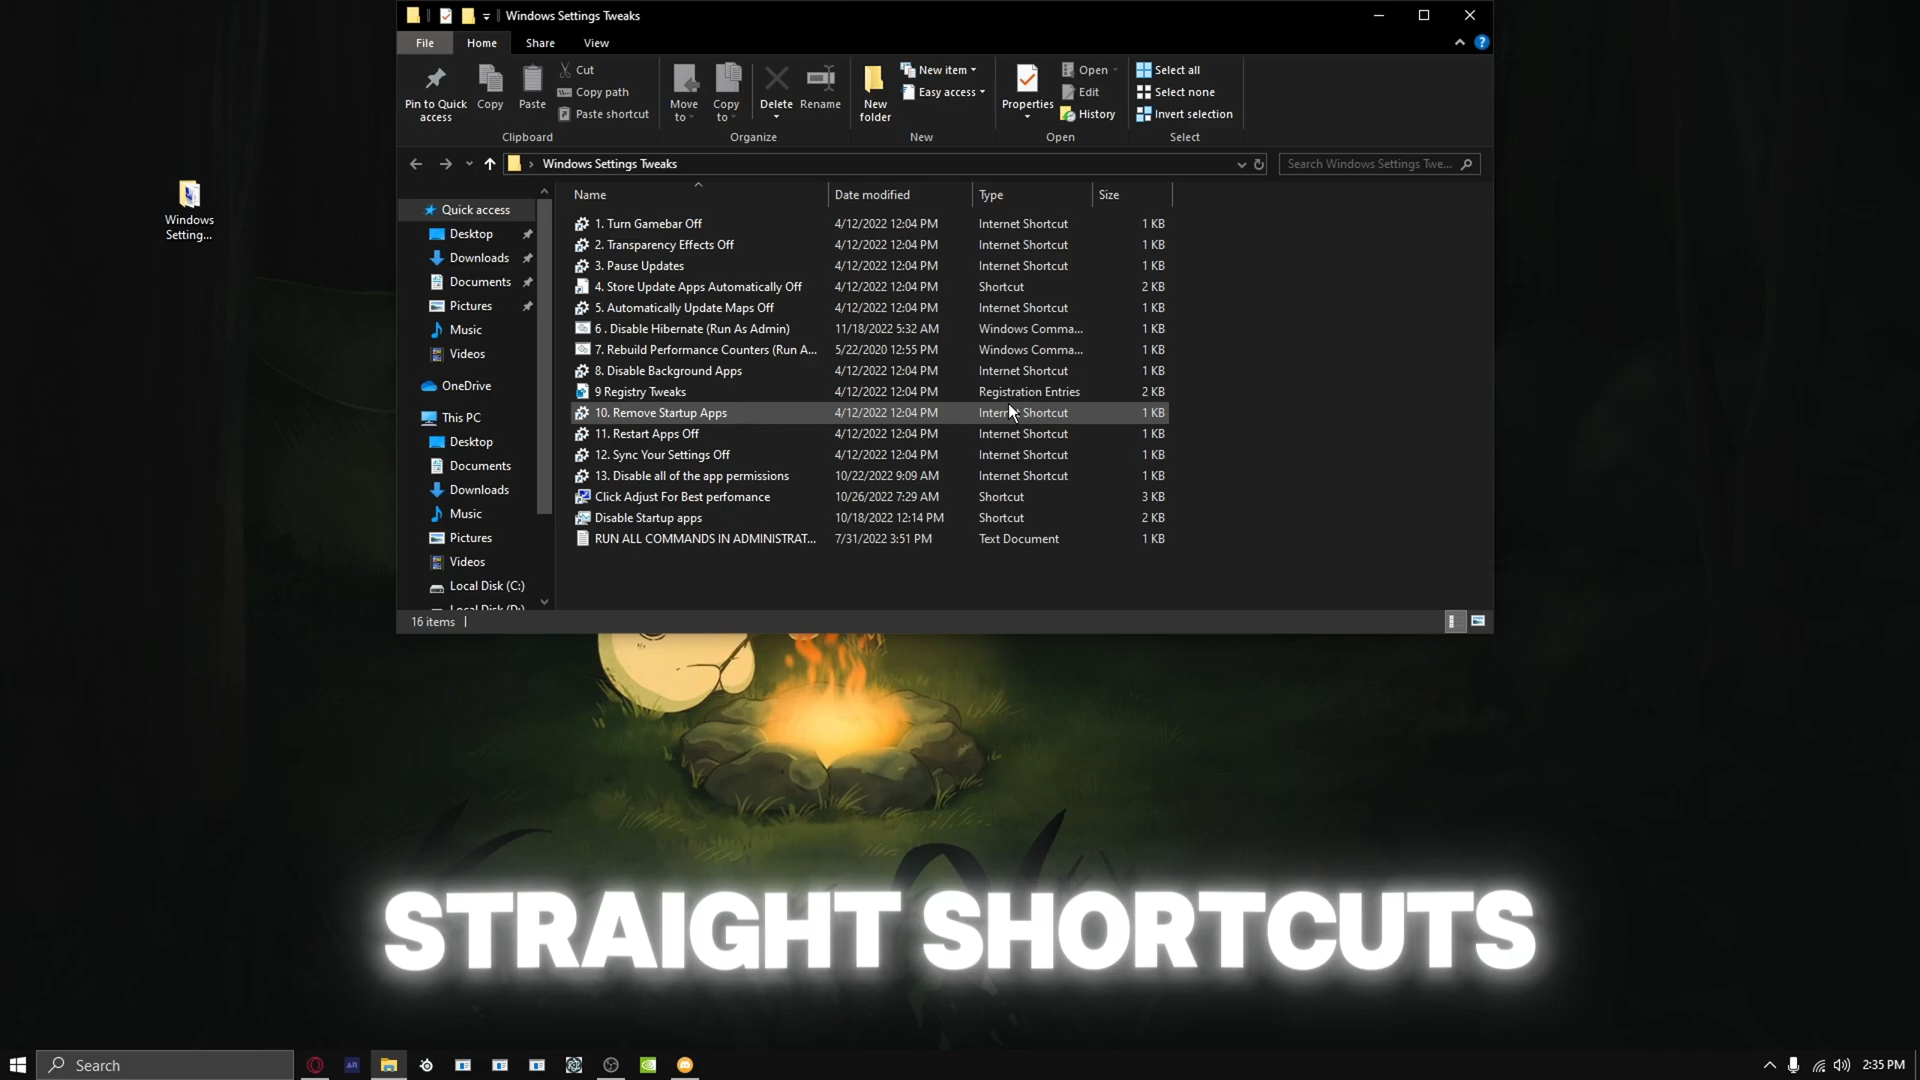 Windows Settings Tweaks
File Home Share View
Pin to Quick access
Copy
Paste
Cut
Copy path
Paste shortcut
Clipboard
Move to
Copy to
Delete
Rename
Organize
New folder
New item
Easy access
New
Properties
Open
Edit
History
Open
Select all
Select none
Invert selection
Select
Windows Settings Tweaks
Search Windows Settings Twe...
Windows
Setting...
Quick access
Desktop
Downloads
Documents
Pictures
Music
Videos
OneDrive
This PC
Desktop
Documents
Downloads
Music
Pictures
Videos
Local Disk (C:)
Local Disk (D:)
Name Date modified Type Size
1. Turn Gamebar Off 4/12/2022 12:04 PM Internet Shortcut 1 KB
2. Transparency Effects Off 4/12/2022 12:04 PM Internet Shortcut 1 KB
3. Pause Updates 4/12/2022 12:04 PM Internet Shortcut 1 KB
4. Store Update Apps Automatically Off 4/12/2022 12:04 PM Shortcut 2 KB
5. Automatically Update Maps Off 4/12/2022 12:04 PM Internet Shortcut 1 KB
6 . Disable Hibernate (Run As Admin) 11/18/2022 5:32 AM Windows Comma... 1 KB
7. Rebuild Performance Counters (Run A... 5/22/2020 12:55 PM Windows Comma... 1 KB
8. Disable Background Apps 4/12/2022 12:04 PM Internet Shortcut 1 KB
9 Registry Tweaks 4/12/2022 12:04 PM Registration Entries 2 KB
10. Remove Startup Apps 4/12/2022 12:04 PM Internet Shortcut 1 KB
11. Restart Apps Off 4/12/2022 12:04 PM Internet Shortcut 1 KB
12. Sync Your Settings Off 4/12/2022 12:04 PM Internet Shortcut 1 KB
13. Disable all of the app permissions 10/22/2022 9:09 AM Internet Shortcut 1 KB
Click Adjust For Best perfomance 10/26/2022 7:29 AM Shortcut 3 KB
Disable Startup apps 10/18/2022 12:14 PM Shortcut 2 KB
RUN ALL COMMANDS IN ADMINISTRAT... 7/31/2022 3:51 PM Text Document 1 KB
16 items
STRAIGHT SHORTCUTS
Search
AR
2:35 PM